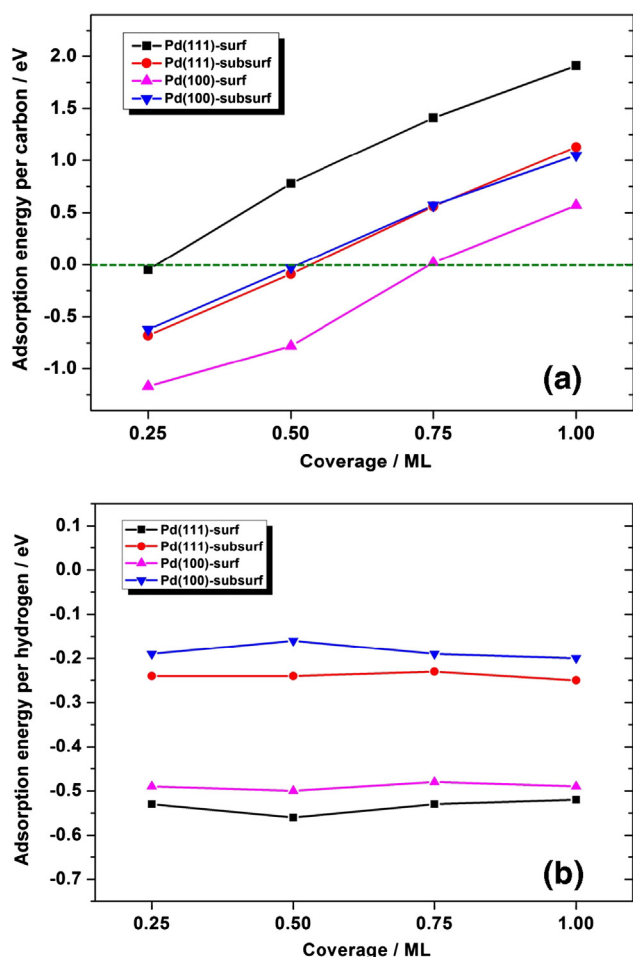 Adsorption energy per carbon / eV
2.0
1.5
1.0
0.5
0.0
-0.5
-1.0
Pd(111)-surf
Pd(111)-subsurf
Pd(100)-surf
Pd(100)-subsurf
(a)
0.25 0.50 0.75 1.00
Coverage / ML
Adsorption energy per hydrogen / eV
0.1
0.0
-0.1
-0.2
-0.3
-0.4
-0.5
-0.6
-0.7
Pd(111)-surf
Pd(111)-subsurf
Pd(100)-surf
Pd(100)-subsurf
(b)
0.25 0.50 0.75 1.00
Coverage / ML